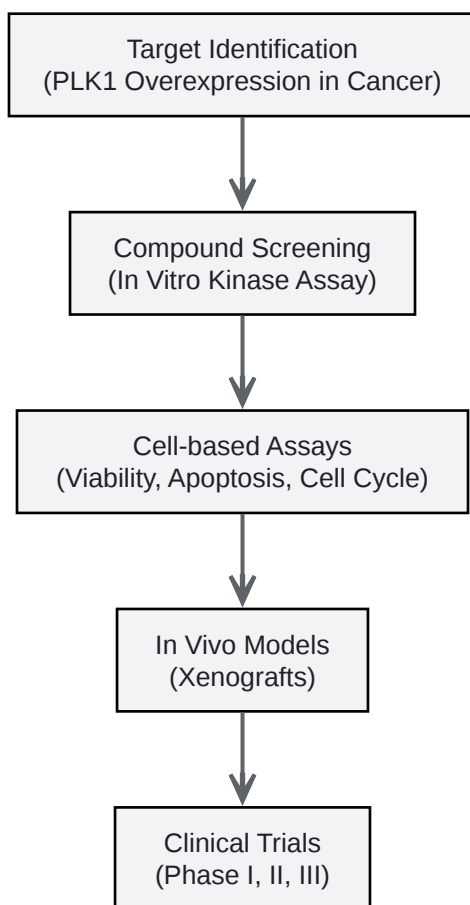 Target Identification
(PLK1 Overexpression in Cancer)
Compound Screening
(In Vitro Kinase Assay)
Cell-based Assays
(Viability, Apoptosis, Cell Cycle)
In Vivo Models
(Xenografts)
Clinical Trials
(Phase I, II, III)